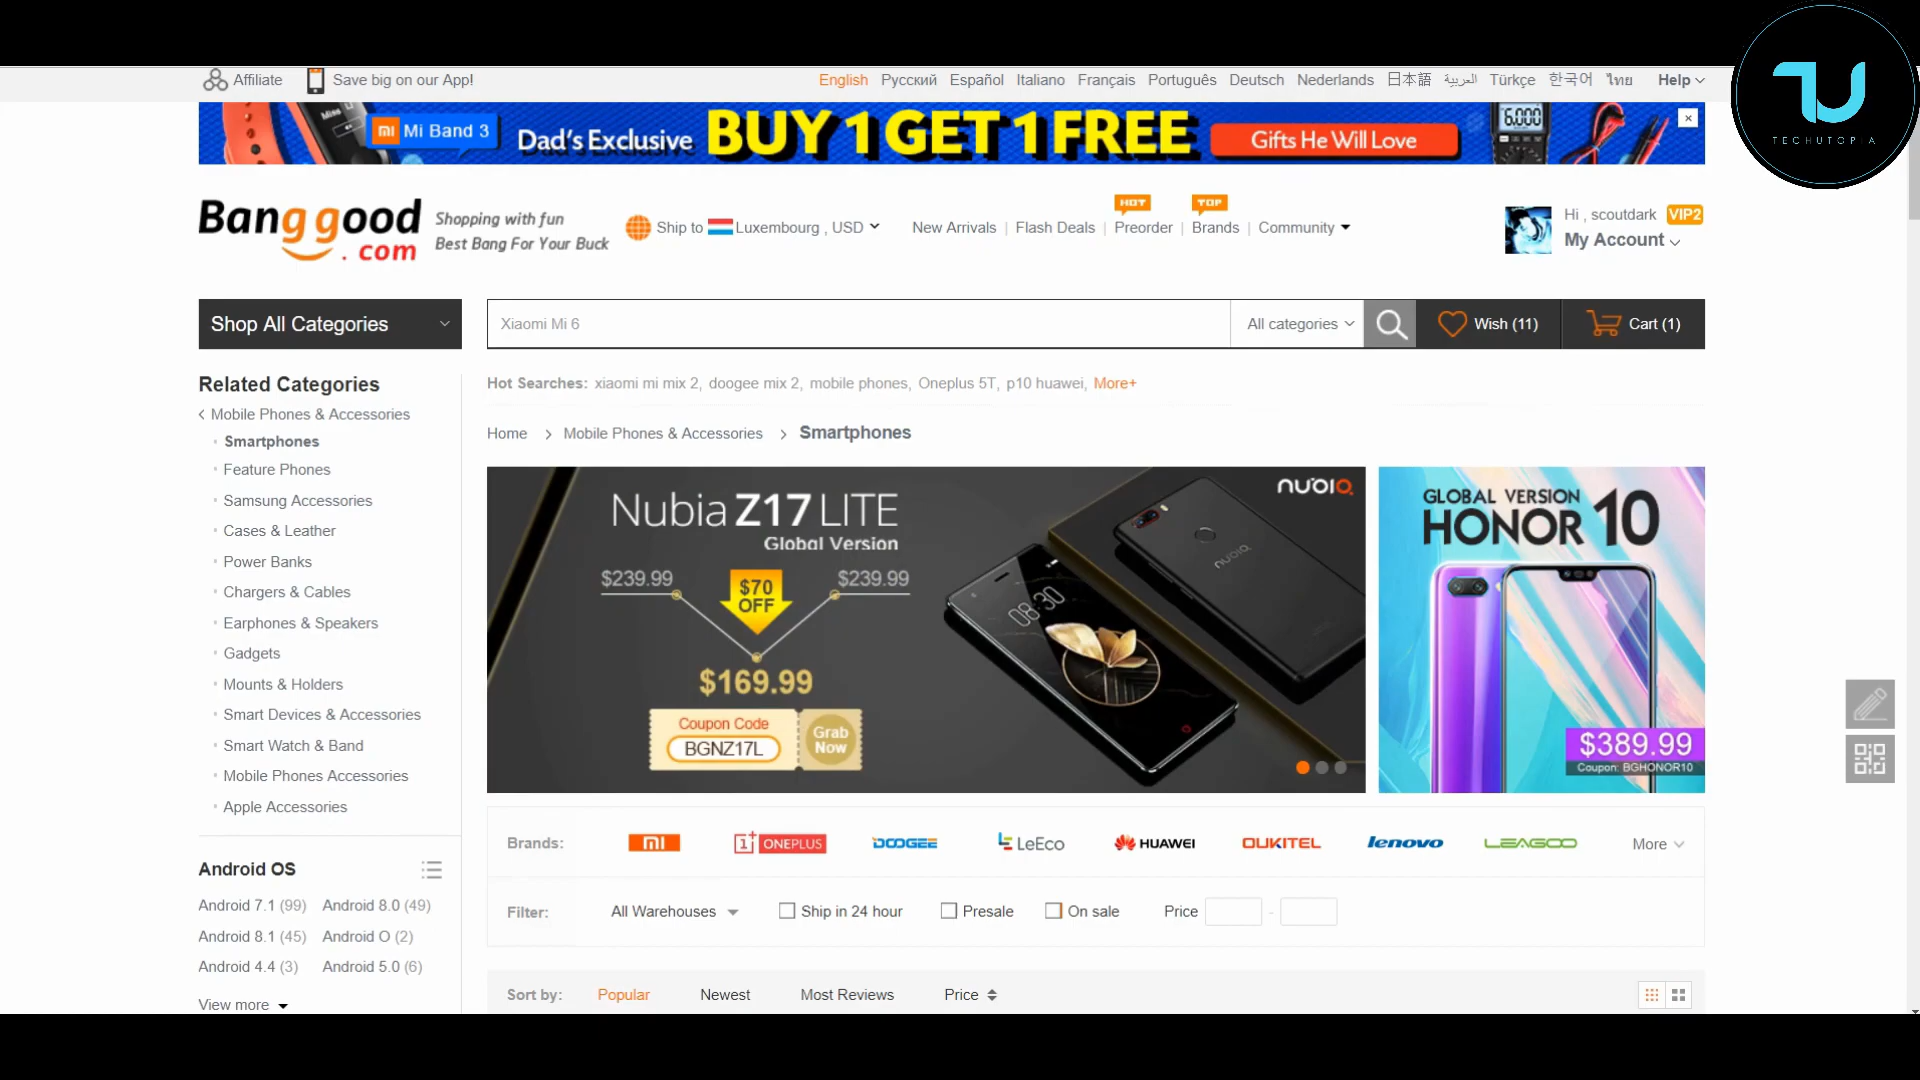 Affiliate
Save big on our App!
English Русский Español Italiano Français Português Deutsch Nederlands 日本語 العربية Türkçe 한국어 ไทย Help
TU
TECHUTOPIA
mi Mi Band 3
Dad's Exclusive BUY 1 GET 1 FREE
Gifts He Will Love
6.000
Banggood.com
Shopping with fun
Best Bang For Your Buck
Ship to Luxembourg , USD
New Arrivals | Flash Deals | Preorder | Brands | Community
HOT
TOP
Hi , scoutdark VIP2
My Account
Shop All Categories
Xiaomi Mi 6
All categories
Wish (11)
Cart (1)
Hot Searches: xiaomi mi mix 2, doogee mix 2, mobile phones, Oneplus 5T, p10 huawei, More+
Home > Mobile Phones & Accessories > Smartphones
Related Categories
< Mobile Phones & Accessories
Smartphones
Feature Phones
Samsung Accessories
Cases & Leather
Power Banks
Chargers & Cables
Earphones & Speakers
Gadgets
Mounts & Holders
Smart Devices & Accessories
Smart Watch & Band
Mobile Phones Accessories
Apple Accessories
Nubia Z17 LITE
Global Version
$239.99
$70
OFF
$239.99
$169.99
Coupon Code
BGNZ17L
Grab
Now
nubia
nubia
08:30
GLOBAL VERSION
HONOR 10
$389.99
Coupon: BGHONOR10
Brands: mi 1+ ONEPLUS DOOGEE LeEco HUAWEI OUKITEL lenovo LEAGOO More
Filter: All Warehouses Ship in 24 hour Presale On sale Price -
Android OS
Android 7.1 (99) Android 8.0 (49)
Android 8.1 (45) Android O (2)
Android 4.4 (3) Android 5.0 (6)
View more
Sort by: Popular Newest Most Reviews Price